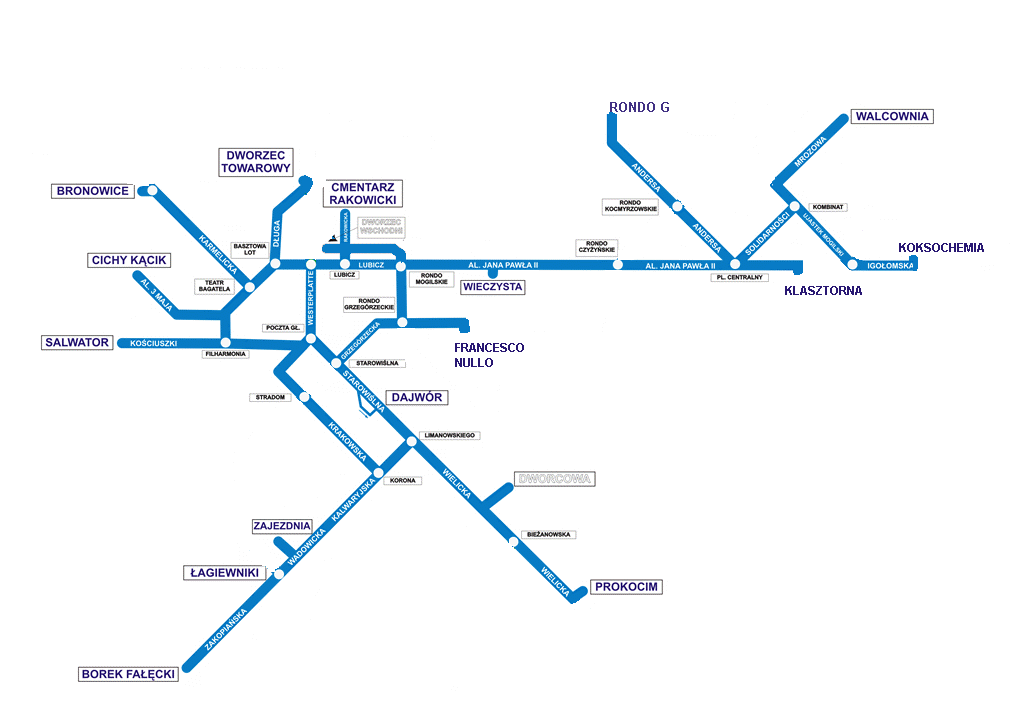 RONDO G
WALCOWNIA
MROZOWA
DWORZEC
TOWAROWY
ANDERSA
BRONOWICE
CMENTARZ
RAKOWICKI
RONDO
KOCMYRZOWSKIE
KOMBINAT
DŁUGA
RAKOWICKA
DWORZEC
WSCHODNI
ANDERSA
SOLIDARNOŚCI
UJASTEK MOGILSKI
KARMELICKA
BASZTOWA
LOT
RONDO
CZYŻYŃSKIE
KOKSOCHEMIA
CICHY KĄCIK
LUBICZ
AL. JANA PAWŁA II
AL. JANA PAWŁA II
IGOŁOMSKA
LUBICZ
RONDO
MOGILSKIE
PL. CENTRALNY
TEATR
BAGATELA
AL. 3 MAJA
WESTERPLATTE
WIECZYSTA
KLASZTORNA
RONDO
GRZEGÓRZECKIE
POCZTA GŁ.
SALWATOR
KOŚCIUSZKI
FILHARMONIA
GRZEGÓRZECKA
FRANCESCO
NULLO
STAROWIŚLNA
STAROWIŚLNA
STRADOM
DAJWÓR
KRAKOWSKA
LIMANOWSKIEGO
KORONA
WIELICKA
DWORCOWA
KALWARYJSKA
ZAJEZDNIA
WADOWICKA
BIEŻANOWSKA
ŁAGIEWNIKI
WIELICKA
PROKOCIM
ZAKOPIAŃSKA
BOREK FAŁĘCKI